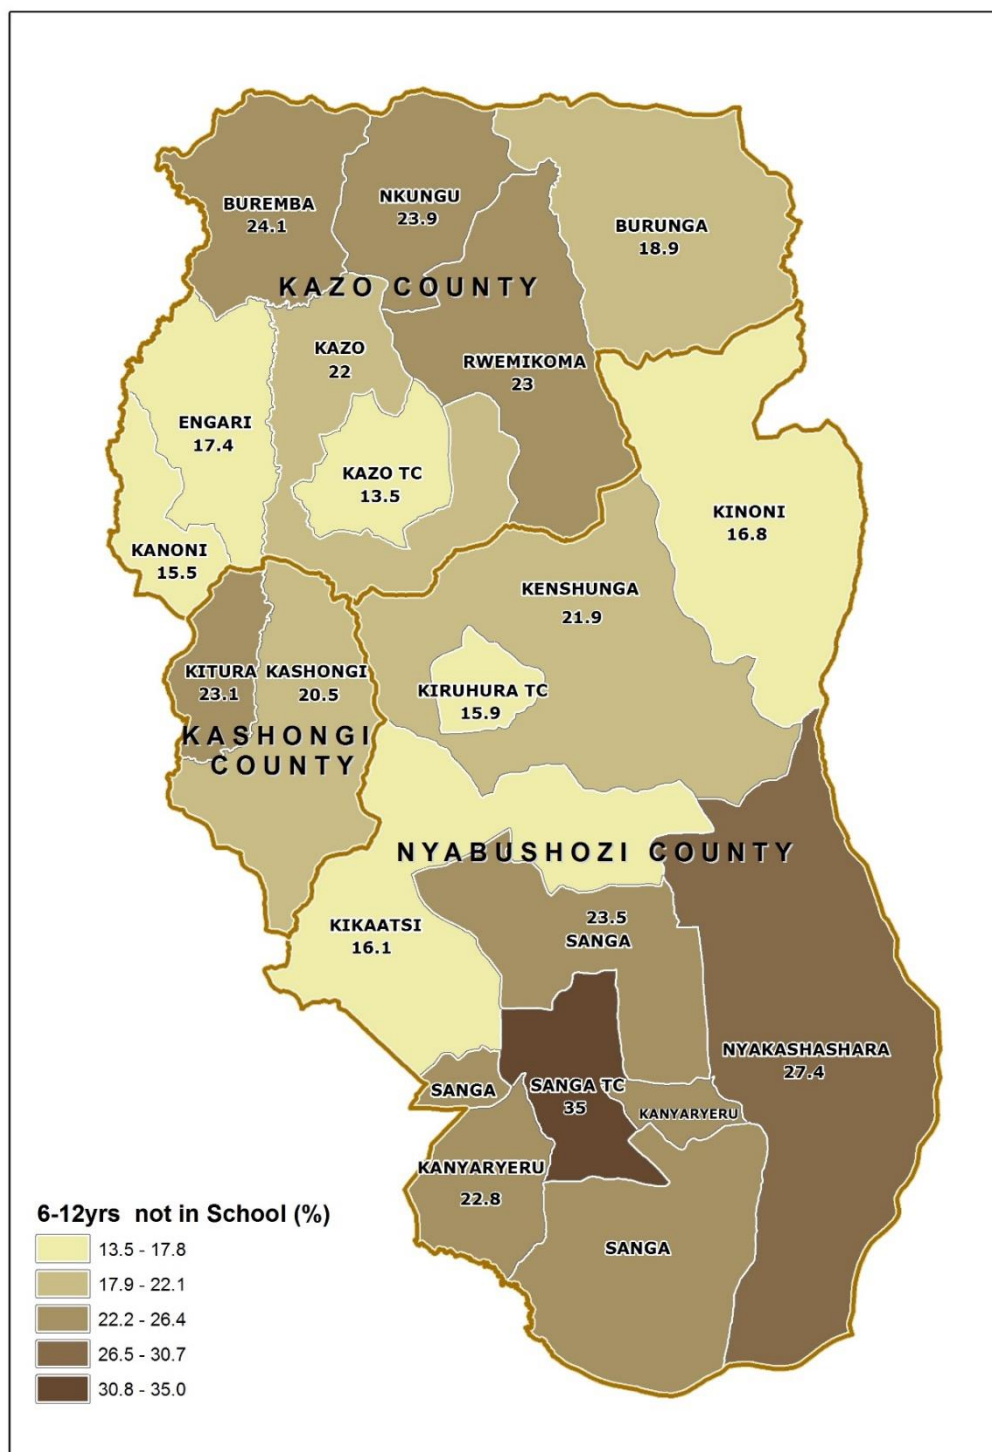 BUREMBA
24.1
NKUNGU
23.9
BURUNGA
18.9
KAZO COUNTY
KAZO
22
RWEMIKOMA
23
ENGARI
17.4
KAZO TC
13.5
KINONI
16.8
KANONI
15.5
KENSHUNGA
21.9
KITURA
23.1
KASHONGI
20.5
KIRUHURA TC
15.9
KASHONGI
COUNTY
NYABUSHOZI COUNTY
KIKAATSI
16.1
23.5
SANGA
NYAKASHASHARA
27.4
SANGA
SANGA TC
35
KANYARYERU
KANYARYERU
22.8
SANGA
6-12yrs not in School (%)
13.5 - 17.8
17.9 - 22.1
22.2 - 26.4
26.5 - 30.7
30.8 - 35.0